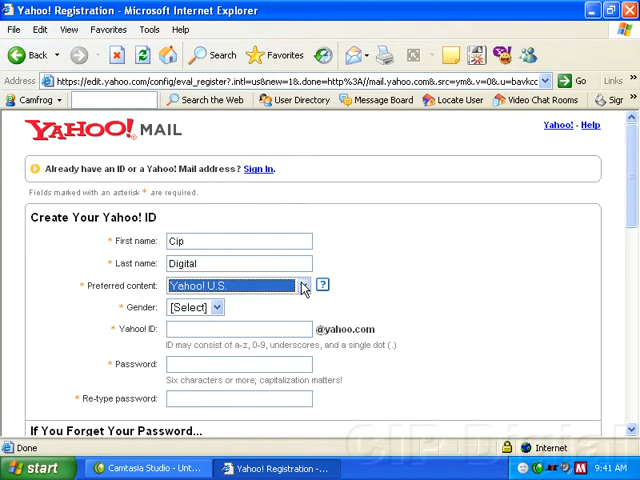 Yahoo! Registration - Microsoft Internet Explorer
File Edit View Favorites Tools Help
Back Search Favorites
Address https://edit.yahoo.com/config/eval_register?.intl=us&new=1&.done=http%3A//mail.yahoo.com&.src=ym&.v=0&u=bavkcc Go Links »
Camfrog Search the Web User Directory Message Board Locate User Video Chat Rooms Sigr »
YAHOO! MAIL
Yahoo! - Help
Already have an ID or a Yahoo! Mail address? Sign In.
Fields marked with an asterisk * are required.
Create Your Yahoo! ID
* First name: Cip
* Last name: Digital
* Preferred content: Yahoo! U.S. ?
* Gender: [Select]
* Yahoo! ID: @yahoo.com
ID may consist of a-z, 0-9, underscores, and a single dot (.)
* Password:
Six characters or more; capitalization matters!
* Re-type password:
If You Forget Your Password...
CIP Digital
Done Internet
start Camtasia Studio - Unt... Yahoo! Registration -... 9:41 AM